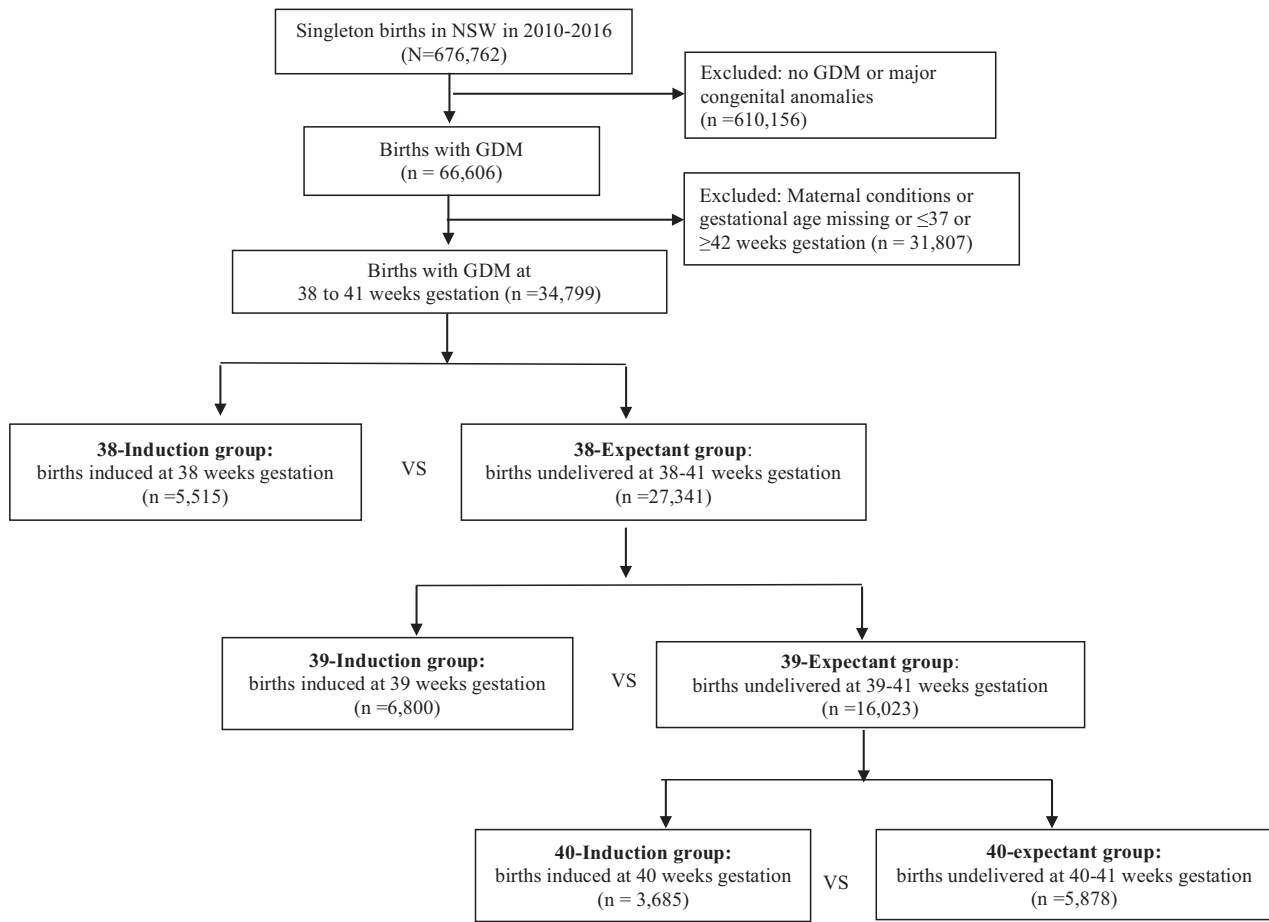 Singleton births in NSW in 2010-2016
(N=676,762)
Excluded: no GDM or major
congenital anomalies
(n =610,156)
Births with GDM
(n = 66,606)
Excluded: Maternal conditions or
gestational age missing or ≤37 or
≥42 weeks gestation (n = 31,807)
Births with GDM at
38 to 41 weeks gestation (n =34,799)
38-Induction group:
births induced at 38 weeks gestation
(n =5,515)
VS
38-Expectant group:
births undelivered at 38-41 weeks gestation
(n =27,341)
39-Induction group:
births induced at 39 weeks gestation
(n =6,800)
VS
39-Expectant group:
births undelivered at 39-41 weeks gestation
(n =16,023)
40-Induction group:
births induced at 40 weeks gestation
(n = 3,685)
VS
40-expectant group:
births undelivered at 40-41 weeks gestation
(n =5,878)